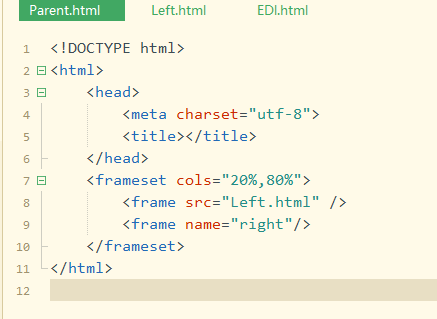 Parent.html Left.html EDI.html
1 <!DOCTYPE html>
2 <html>
3 <head>
4 <meta charset="utf-8">
5 <title></title>
6 </head>
7 <frameset cols="20%,80%">
8 <frame src="Left.html" />
9 <frame name="right"/>
10 </frameset>
11 </html>
12